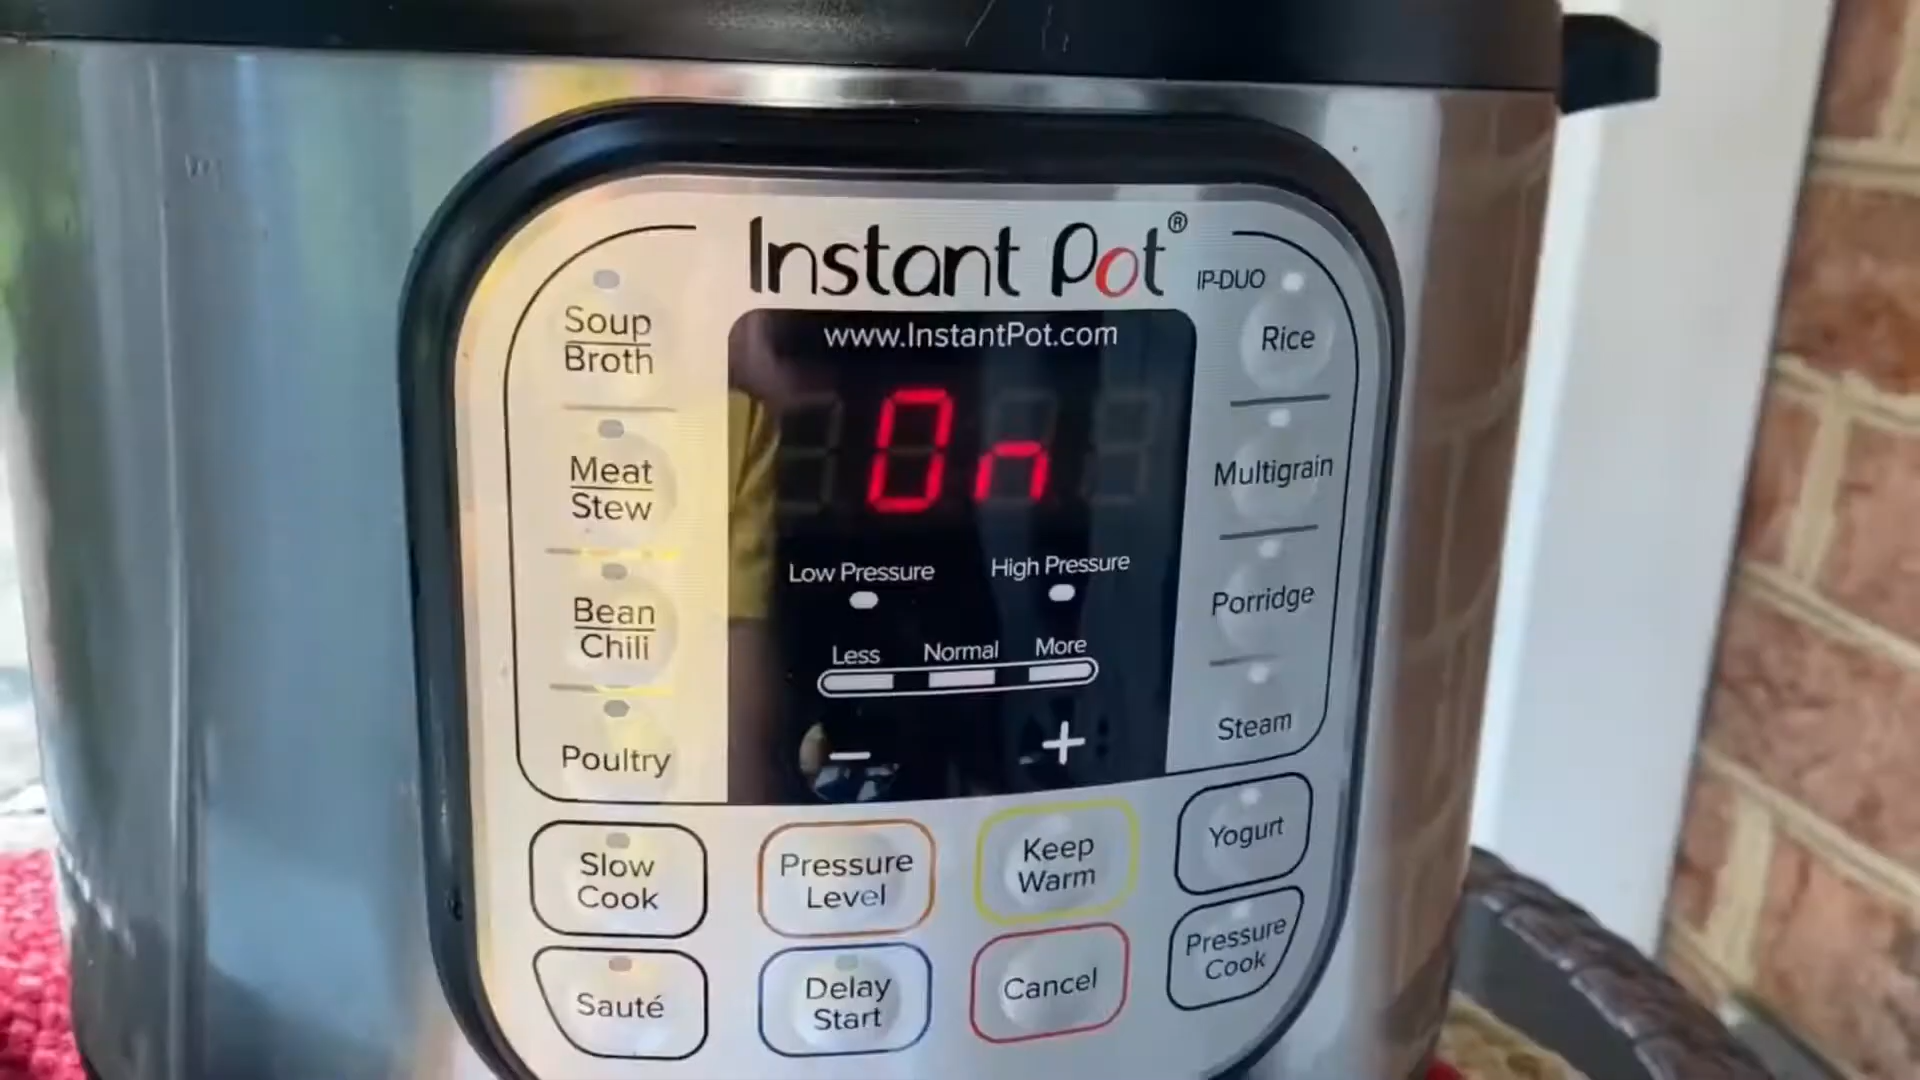 Instant Pot®
IP-DUO
www.InstantPot.com
On
Soup
Broth
Meat
Stew
Bean
Chili
Poultry
Low Pressure
High Pressure
Less
Normal
More
−
+
Rice
Multigrain
Porridge
Steam
Slow
Cook
Pressure
Level
Keep
Warm
Yogurt
Sauté
Delay
Start
Cancel
Pressure
Cook